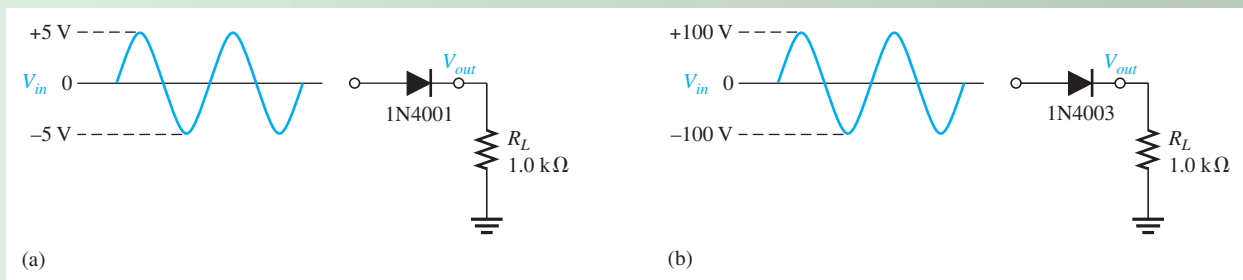 +5 V
V_in 0
–5 V
V_out
1N4001
R_L
1.0 kΩ
(a)
+100 V
V_in 0
–100 V
V_out
1N4003
R_L
1.0 kΩ
(b)